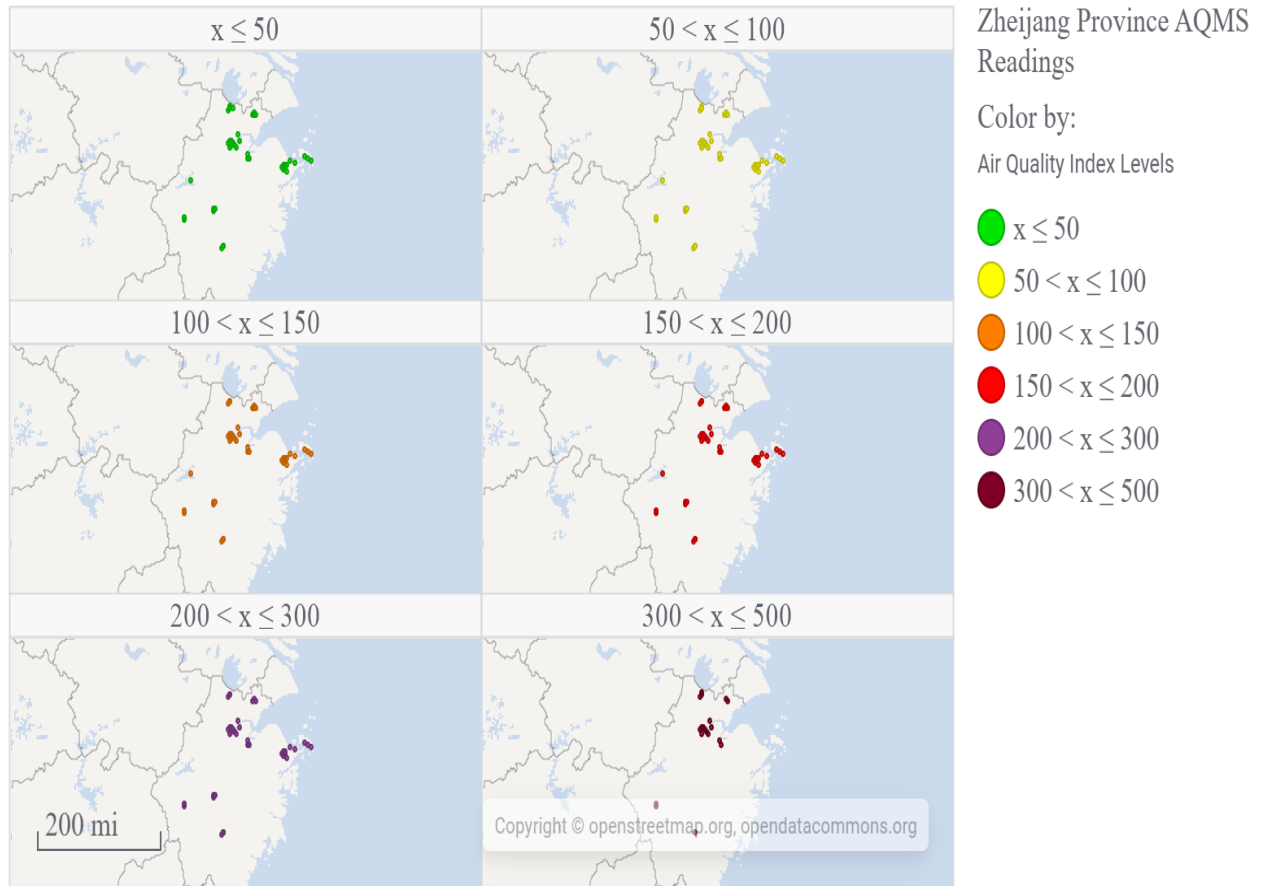 x ≤ 50
50 < x ≤ 100
100 < x ≤ 150
150 < x ≤ 200
200 < x ≤ 300
300 < x ≤ 500
200 mi
Copyright © openstreetmap.org, opendatacommons.org
Zheijang Province AQMS
Readings
Color by:
Air Quality Index Levels
x ≤ 50
50 < x ≤ 100
100 < x ≤ 150
150 < x ≤ 200
200 < x ≤ 300
300 < x ≤ 500